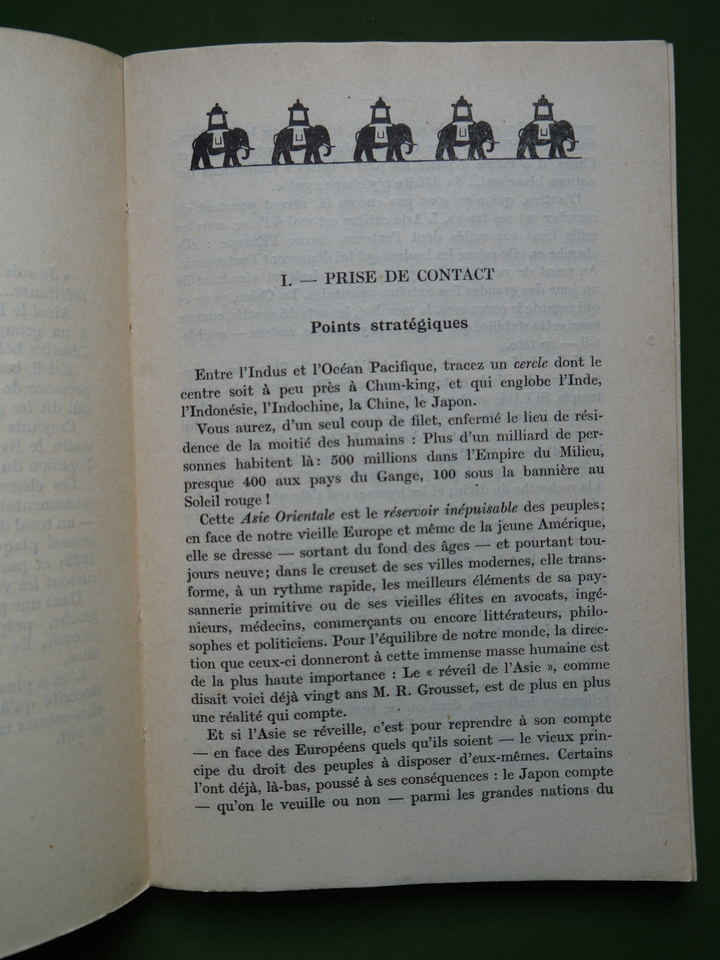 I. — PRISE DE CONTACT
Points stratégiques
Entre l'Indus et l'Océan Pacifique, tracez un cercle dont le
centre soit à peu près à Chun-king, et qui englobe l'Inde,
l'Indonésie, l'Indochine, la Chine, le Japon.
Vous aurez, d'un seul coup de filet, enfermé le lieu de rési-
dence de la moitié des humains : Plus d'un milliard de per-
sonnes habitent là : 500 millions dans l'Empire du Milieu,
presque 400 aux pays du Gange, 100 sous la bannière au
Soleil rouge !
Cette Asie Orientale est le réservoir inépuisable des peuples;
en face de notre vieille Europe et même de la jeune Amérique,
elle se dresse — sortant du fond des âges — et pourtant tou-
jours neuve; dans le creuset de ses villes modernes, elle trans-
forme, à un rythme rapide, les meilleurs éléments de sa pay-
sannerie primitive ou de ses vieilles élites en avocats, ingé-
nieurs, médecins, commerçants ou encore littérateurs, philo-
sophes et politiciens. Pour l'équilibre de notre monde, la direc-
tion que ceux-ci donneront à cette immense masse humaine est
de la plus haute importance : Le « réveil de l'Asie », comme
disait voici déjà vingt ans M. R. Grousset, est de plus en plus
une réalité qui compte.
Et si l'Asie se réveille, c'est pour reprendre à son compte
— en face des Européens quels qu'ils soient — le vieux prin-
cipe du droit des peuples à disposer d'eux-mêmes. Certains
l'ont déjà, là-bas, poussé à ses conséquences : le Japon compte
— qu'on le veuille ou non — parmi les grandes nations du